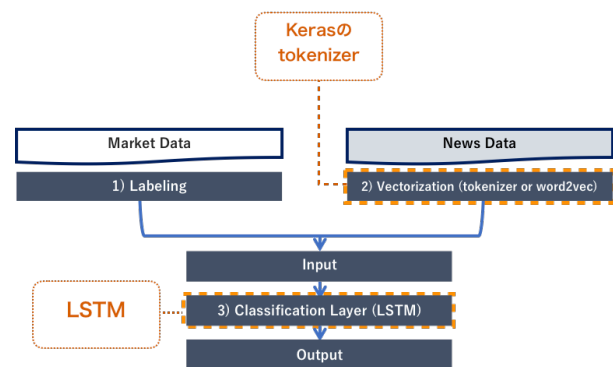 Kerasの
tokenizer
Market Data
News Data
1) Labeling
2) Vectorization (tokenizer or word2vec)
Input
LSTM
3) Classification Layer (LSTM)
Output